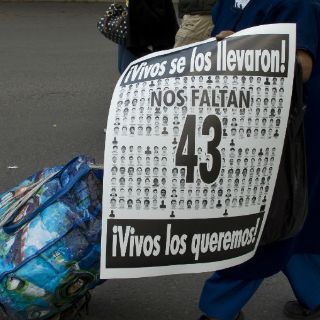 ¡Vivos se los llevaron!
NOS FALTAN
43
¡Vivos los queremos!